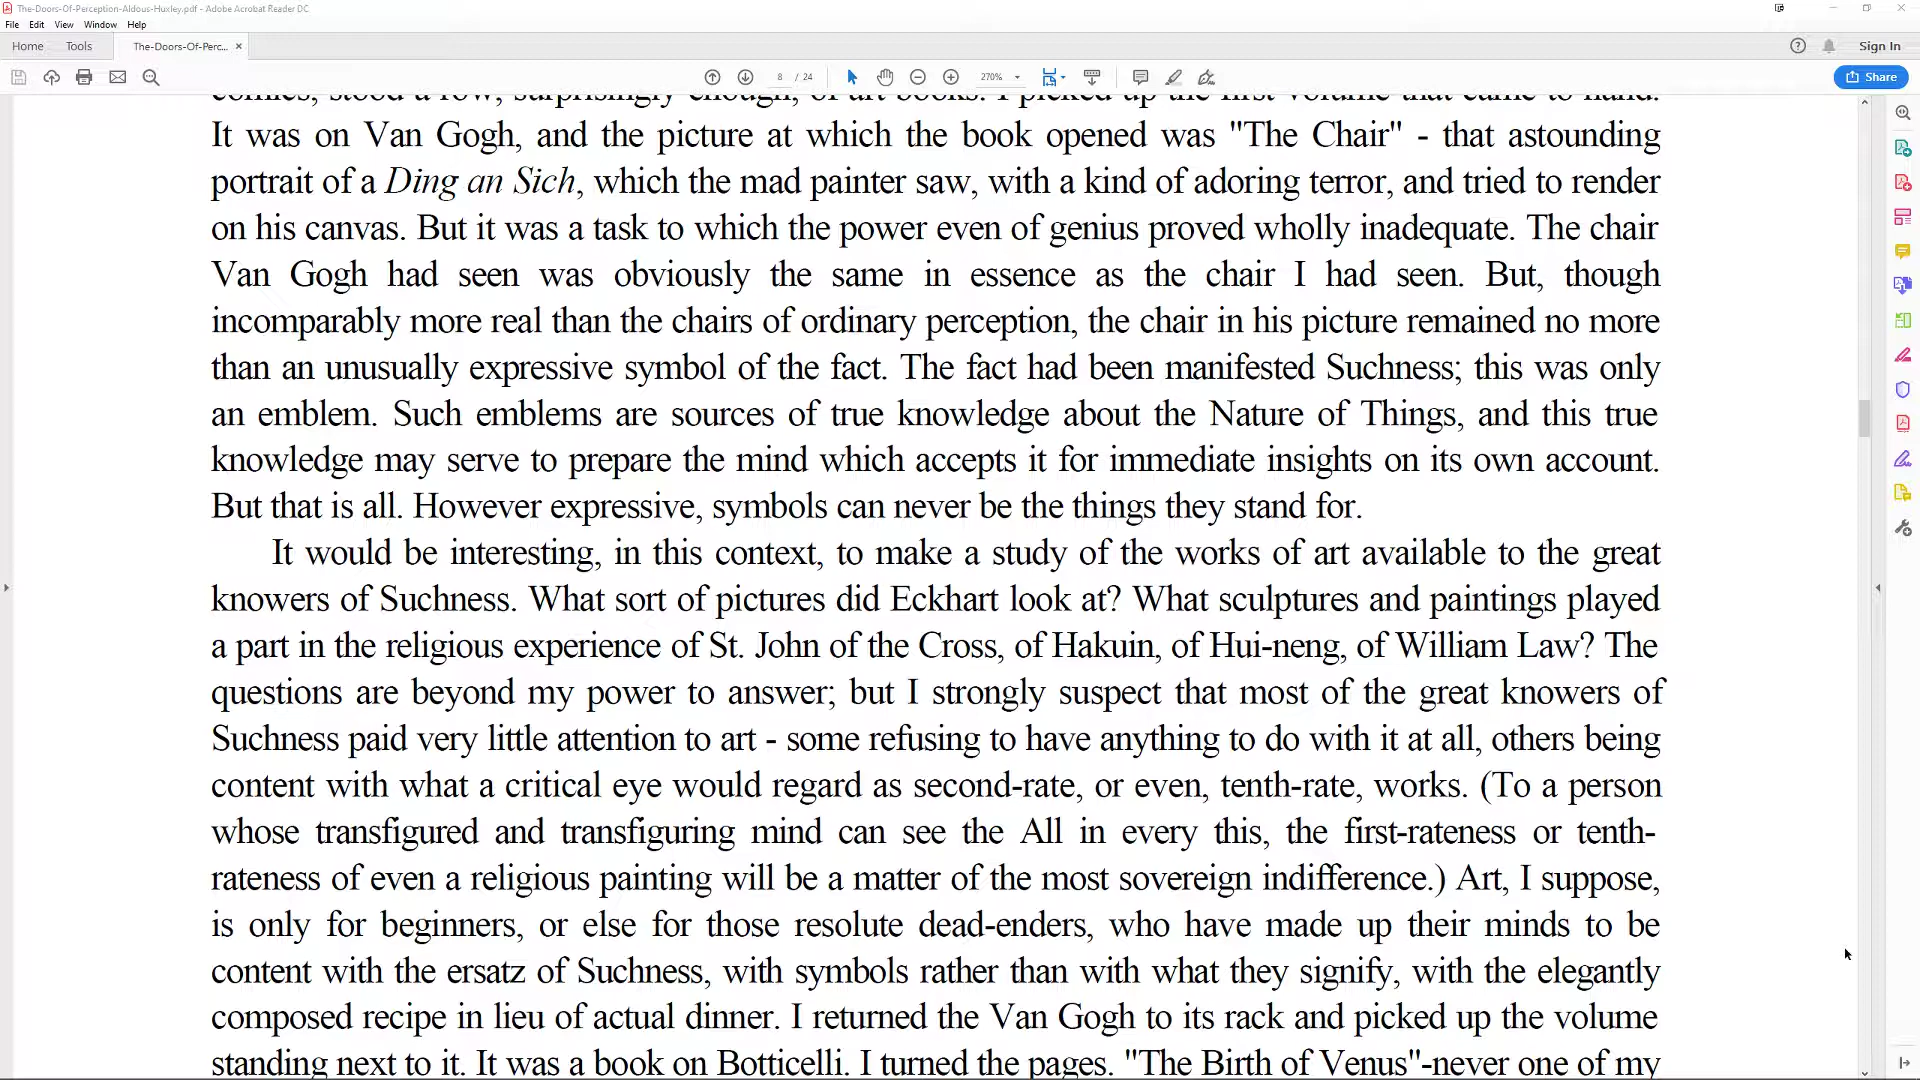 The-Doors-Of-Perception-Aldous-Huxley.pdf - Adobe Acrobat Reader DC
File Edit View Window Help
Home Tools The-Doors-Of-Perc... × Sign In
8 / 24 270% Share
comics, stood a row, surprisingly enough, of art books. I picked up the first volume that came to hand.
It was on Van Gogh, and the picture at which the book opened was "The Chair" - that astounding
portrait of a Ding an Sich, which the mad painter saw, with a kind of adoring terror, and tried to render
on his canvas. But it was a task to which the power even of genius proved wholly inadequate. The chair
Van Gogh had seen was obviously the same in essence as the chair I had seen. But, though
incomparably more real than the chairs of ordinary perception, the chair in his picture remained no more
than an unusually expressive symbol of the fact. The fact had been manifested Suchness; this was only
an emblem. Such emblems are sources of true knowledge about the Nature of Things, and this true
knowledge may serve to prepare the mind which accepts it for immediate insights on its own account.
But that is all. However expressive, symbols can never be the things they stand for.
It would be interesting, in this context, to make a study of the works of art available to the great
knowers of Suchness. What sort of pictures did Eckhart look at? What sculptures and paintings played
a part in the religious experience of St. John of the Cross, of Hakuin, of Hui-neng, of William Law? The
questions are beyond my power to answer; but I strongly suspect that most of the great knowers of
Suchness paid very little attention to art - some refusing to have anything to do with it at all, others being
content with what a critical eye would regard as second-rate, or even, tenth-rate, works. (To a person
whose transfigured and transfiguring mind can see the All in every this, the first-rateness or tenth-
rateness of even a religious painting will be a matter of the most sovereign indifference.) Art, I suppose,
is only for beginners, or else for those resolute dead-enders, who have made up their minds to be
content with the ersatz of Suchness, with symbols rather than with what they signify, with the elegantly
composed recipe in lieu of actual dinner. I returned the Van Gogh to its rack and picked up the volume
standing next to it. It was a book on Botticelli. I turned the pages. "The Birth of Venus"-never one of my